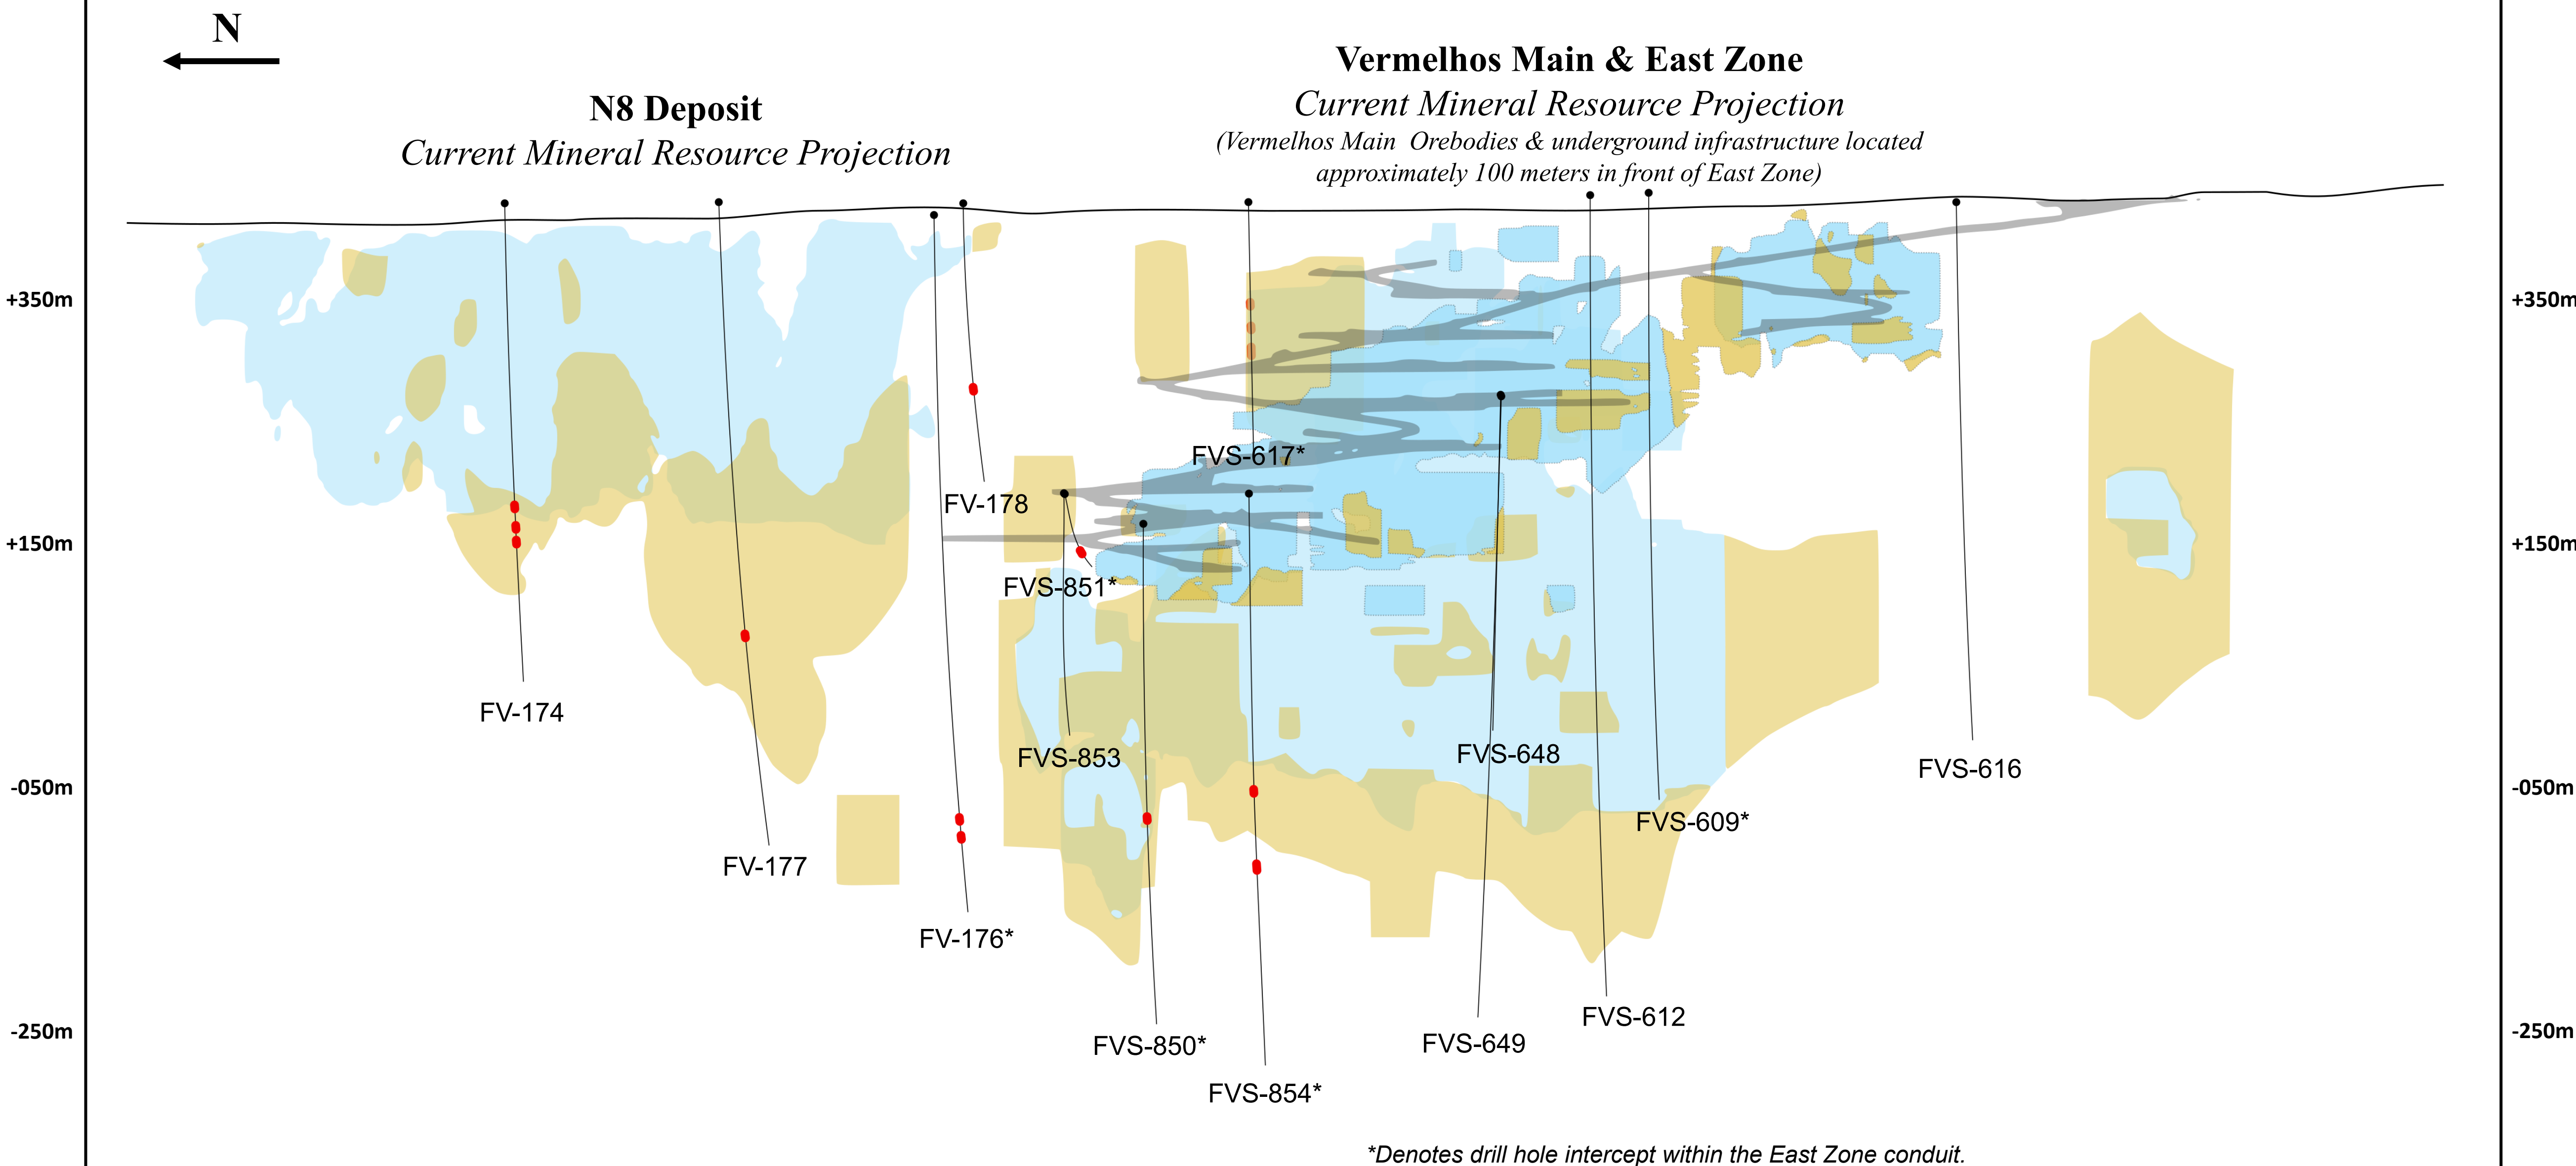 N
Vermelhos Main & East Zone
N8 Deposit
Current Mineral Resource Projection
Current Mineral Resource Projection
(Vermelhos Main Orebodies & underground infrastructure located
approximately 100 meters in front of East Zone)
+350m
+350m
FVS-617*
FV-178
+150m
+150m
FVS-851*
FV-174
FVS-853
FVS-648
FVS-616
-050m
-050m
FVS-609*
FV-177
FV-176*
FVS-612
-250m
-250m
FVS-850*
FVS-649
FVS-854*
*Denotes drill hole intercept within the East Zone conduit.